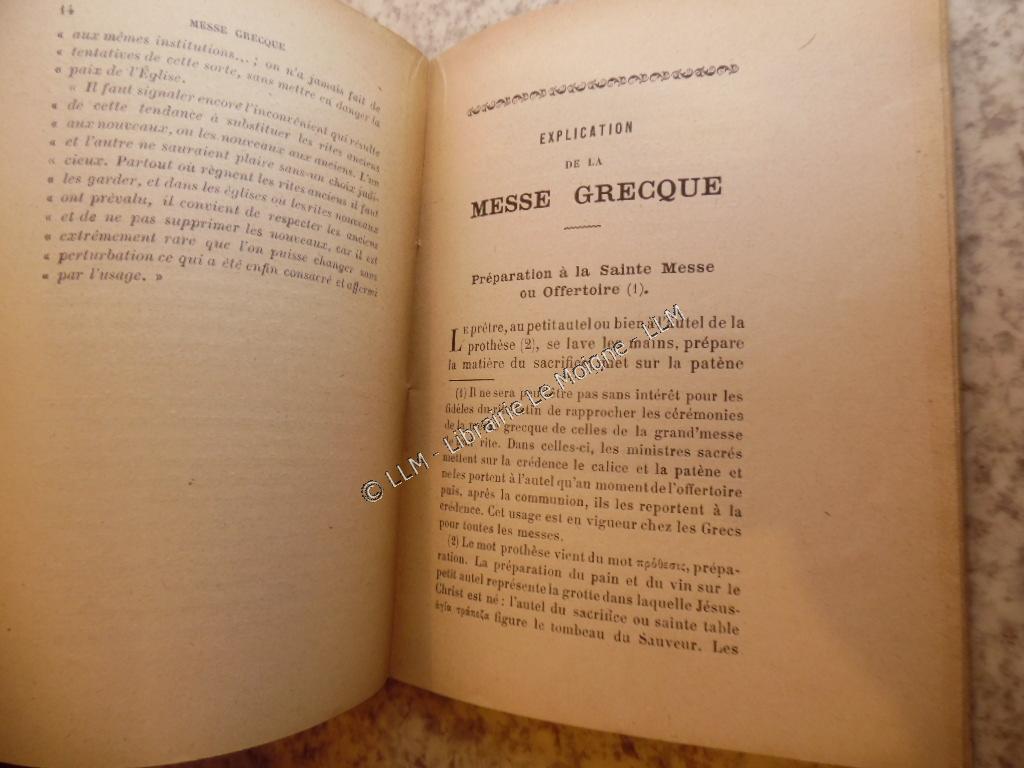 14
MESSE GRECQUE
« aux mêmes institutions...; on n'a jamais fait de
« tentatives de cette sorte, sans mettre en danger la
« paix de l'Église.
« Il faut signaler encore l'inconvénient qui résulte
« de cette tendance à substituer les rites anciens
« aux nouveaux, ou les nouveaux aux anciens. L'un
« et l'autre ne sauraient plaire sans un choix judi-
« cieux. Partout où règnent les rites anciens il faut
« les garder, et dans les églises où les rites nouveaux
« ont prévalu, il convient de respecter les anciens
« et de ne pas supprimer les nouveaux, car il est
« extrêmement rare que l'on puisse changer sans
« perturbation ce qui a été enfin consacré et affermi
« par l'usage. »
EXPLICATION
DE LA
MESSE GRECQUE
Préparation à la Sainte Messe
ou Offertoire (1).
LE prêtre, au petit autel ou bien à l'autel de la
prothèse (2), se lave les mains, prépare
la matière du sacrifice, met sur la patène
(1) Il ne sera peut-être pas sans intérêt pour les
fidèles du rite latin de rapprocher les cérémonies
de la messe grecque de celles de la grand'messe
rite. Dans celles-ci, les ministres sacrés
mettent sur la crédence le calice et la patène et
ne les portent à l'autel qu'au moment de l'offertoire
puis, après la communion, ils les reportent à la
crédence. Cet usage est en vigueur chez les Grecs
pour toutes les messes.
(2) Le mot prothèse vient du mot πρόθεσις, prépa-
ration. La préparation du pain et du vin sur le
petit autel représente la grotte dans laquelle Jésus-
Christ est né : l'autel du sacrifice ou sainte table
ἁγία τράπεζα figure le tombeau du Sauveur. Les
© LLM - Librairie Le Moigne - LLM